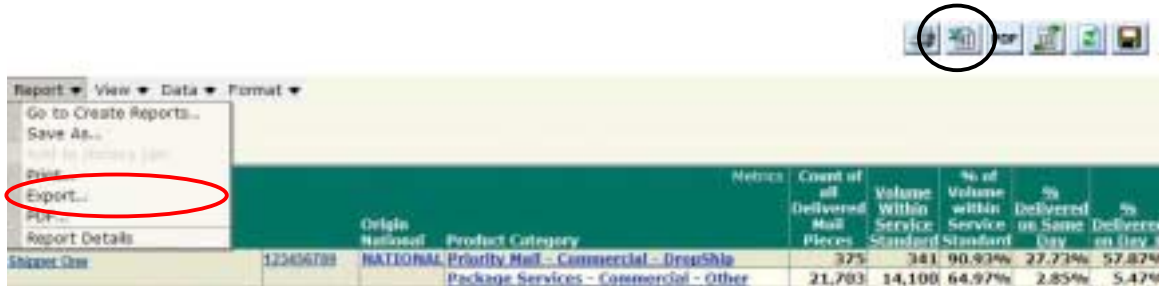 PDF
Report View Data Format
Go to Create Reports...
Save As...
Print...
Export...
PDF...
Report Details
Metrics
Origin National
Product Category
Count of all Delivered Mail Pieces
Volume Within Service Standard
% of Volume within Service Standard
% Delivered on Same Day
% Delivered on Day
Shipper One 123456789 NATIONAL Priority Mail - Commercial - DropShip 375 341 90.93% 27.73% 57.87%
Package Services - Commercial - Other 21,703 14,100 64.97% 2.85% 5.47%